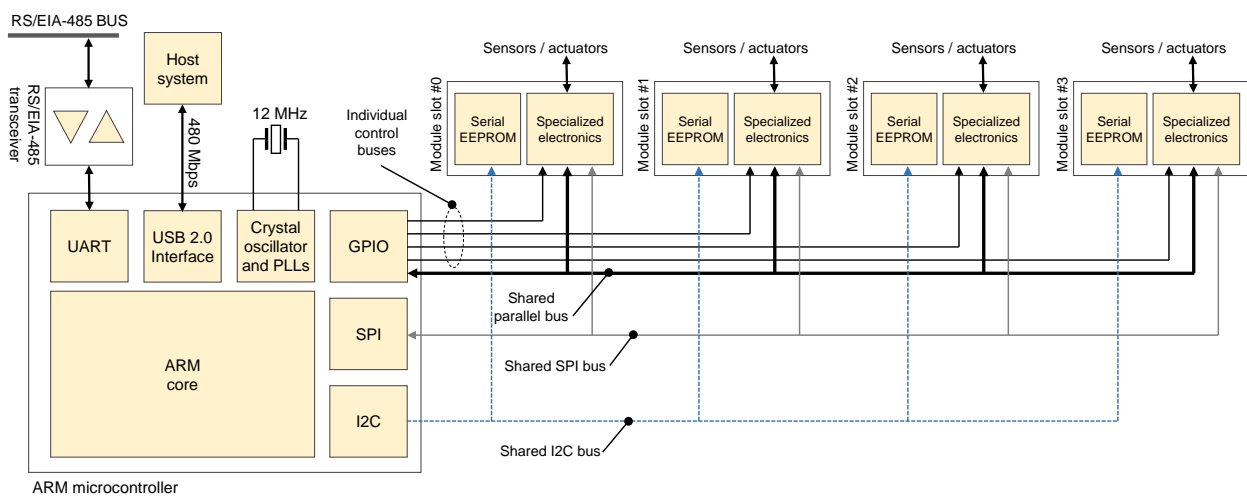 RS/EIA-485 BUS
RS/EIA-485
transceiver
Host
system
480 Mbps
12 MHz
Individual
control
buses
Sensors / actuators
Module slot #0
Serial
EEPROM
Specialized
electronics
Sensors / actuators
Module slot #1
Serial
EEPROM
Specialized
electronics
Sensors / actuators
Module slot #2
Serial
EEPROM
Specialized
electronics
Sensors / actuators
Module slot #3
Serial
EEPROM
Specialized
electronics
UART
USB 2.0
Interface
Crystal
oscillator
and PLLs
GPIO
Shared
parallel bus
SPI
Shared SPI bus
ARM
core
I2C
Shared I2C bus
ARM microcontroller